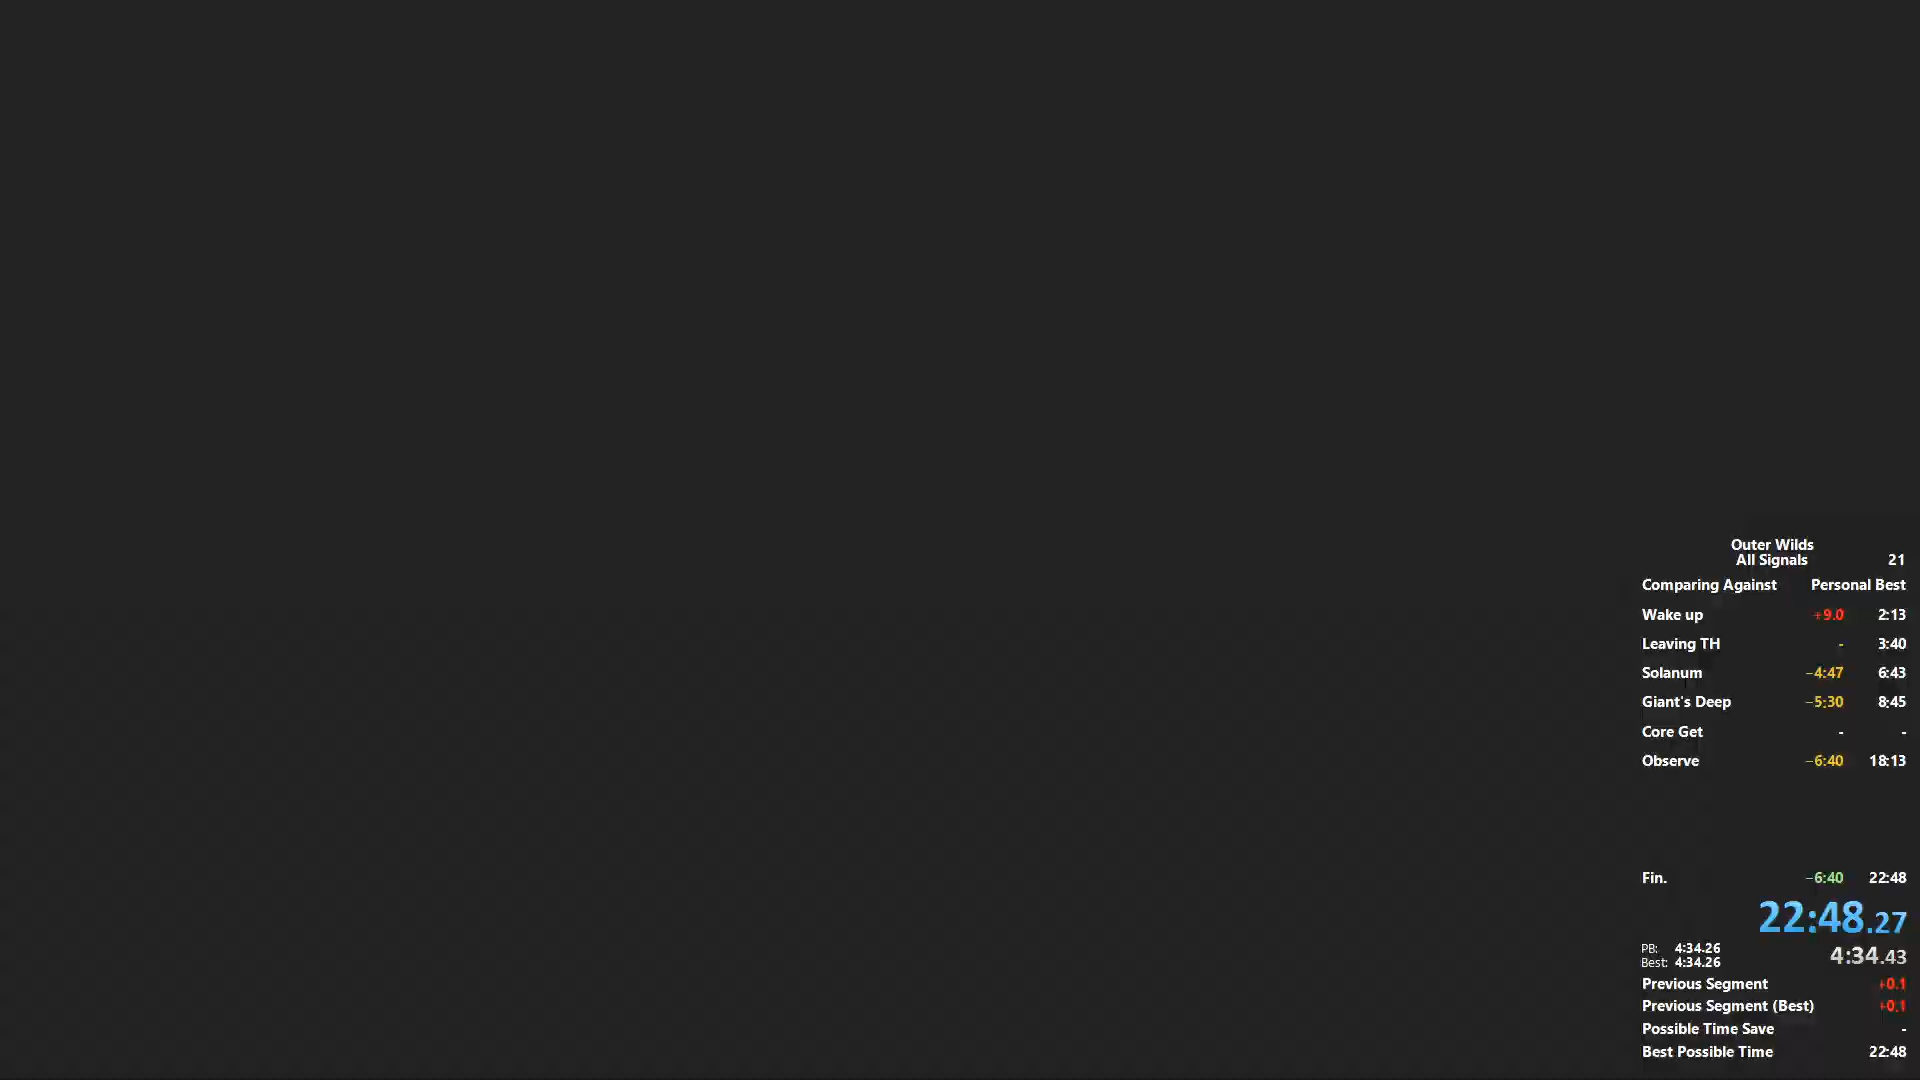 Outer Wilds
All Signals 21
Comparing Against Personal Best
Wake up +9.0 2:13
Leaving TH - 3:40
Solanum −4:47 6:43
Giant's Deep −5:30 8:45
Core Get - -
Observe −6:40 18:13
Fin. −6:40 22:48
22:48.27
PB: 4:34.26
Best: 4:34.26
4:34.43
Previous Segment +0.1
Previous Segment (Best) +0.1
Possible Time Save -
Best Possible Time 22:48